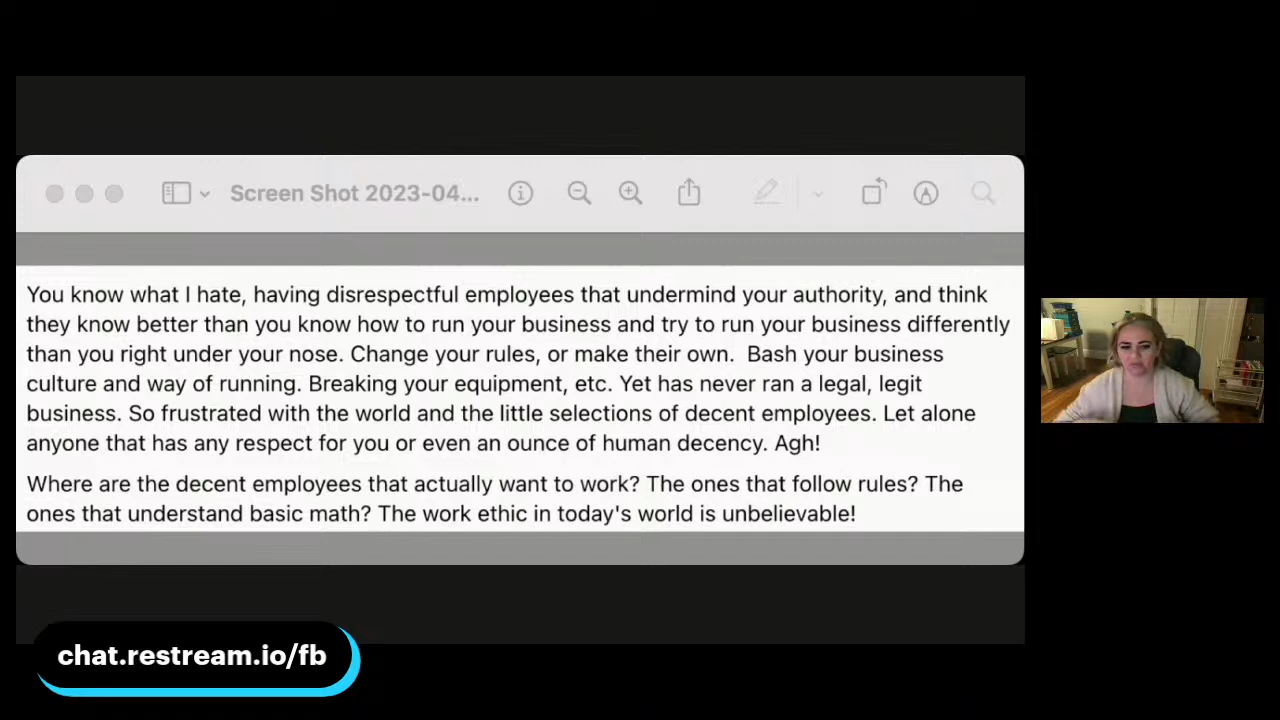 Screen Shot 2023-04...
You know what I hate, having disrespectful employees that undermind your authority, and think
they know better than you know how to run your business and try to run your business differently
than you right under your nose. Change your rules, or make their own.  Bash your business
culture and way of running. Breaking your equipment, etc. Yet has never ran a legal, legit
business. So frustrated with the world and the little selections of decent employees. Let alone
anyone that has any respect for you or even an ounce of human decency. Agh!
Where are the decent employees that actually want to work? The ones that follow rules? The
ones that understand basic math? The work ethic in today's world is unbelievable!
chat.restream.io/fb